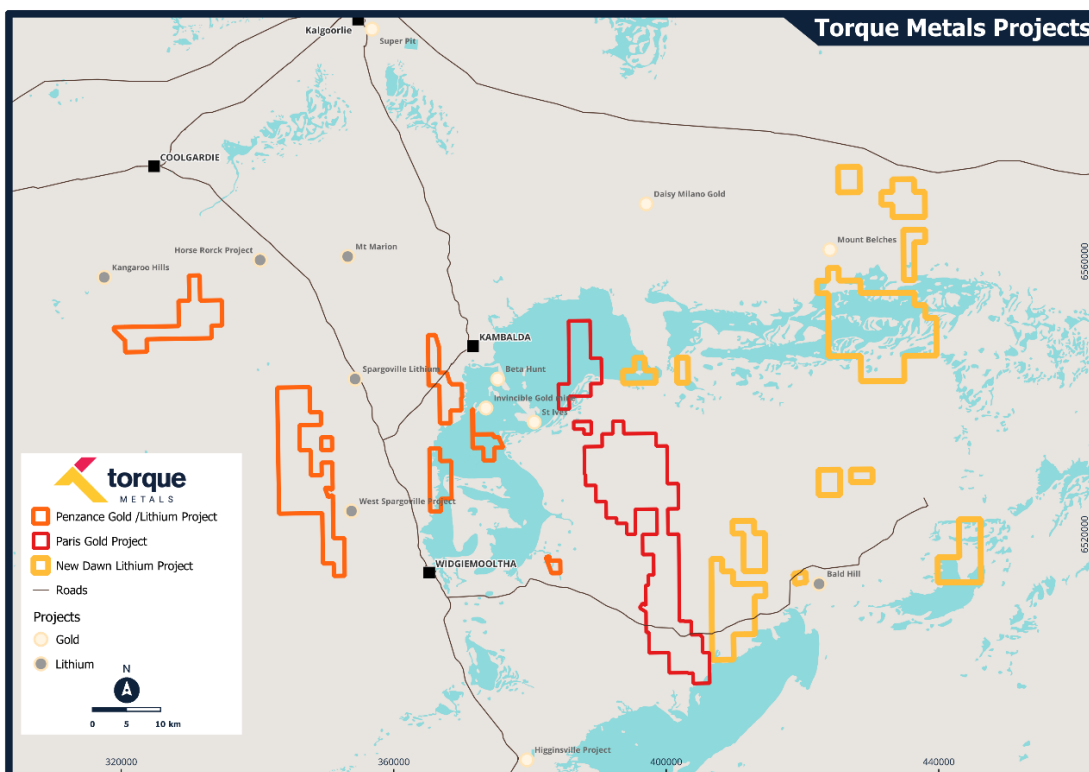 Torque Metals Projects
Kalgoorlie
Super Pit
COOLGARDIE
Daisy Milano Gold
Mount Belches
Horse Rorck Project
Mt Marion
Kangaroo Hills
6560000
KAMBALDA
Spargoville Lithium
Beta Hunt
Invincible Gold mine
St Ives
West Spargoville Project
6520000
WIDGIEMOOLTHA
Bald Hill
Higginsville Project
torque
METALS
Penzance Gold /Lithium Project
Paris Gold Project
New Dawn Lithium Project
Roads
Projects
Gold
Lithium
N
0 5 10 km
320000 360000 400000 440000